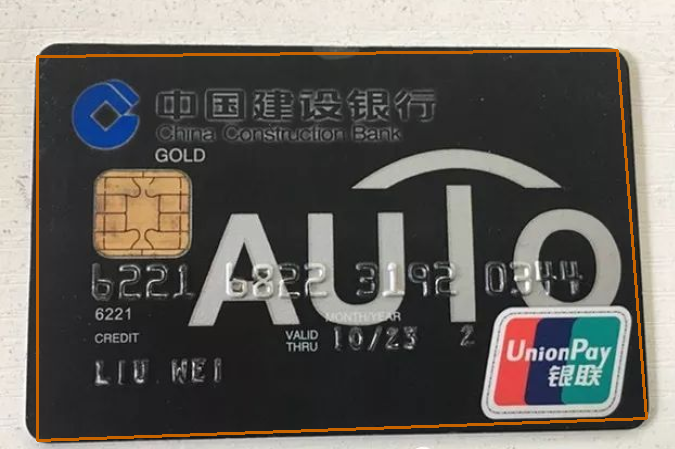 中国建设银行
China Construction Bank
GOLD
AUTO
6221 6822 3192 0344
6221
MONTH/YEAR
CREDIT
VALID THRU 10/23 2
LIU WEI
UnionPay
银联